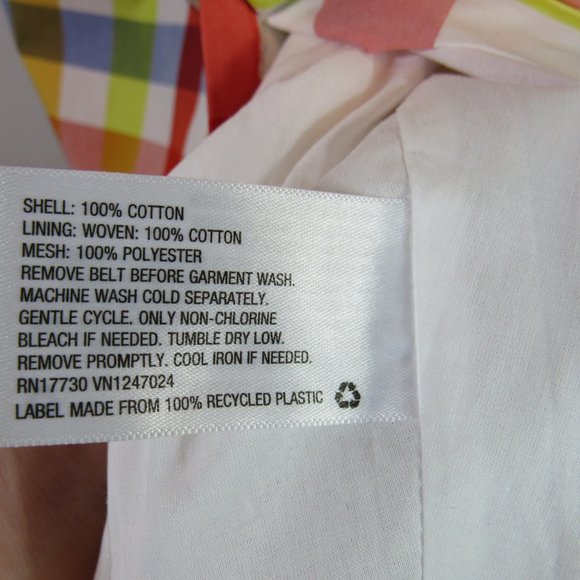 SHELL: 100% COTTON
LINING: WOVEN: 100% COTTON
MESH: 100% POLYESTER
REMOVE BELT BEFORE GARMENT WASH.
MACHINE WASH COLD SEPARATELY.
GENTLE CYCLE. ONLY NON-CHLORINE
BLEACH IF NEEDED. TUMBLE DRY LOW.
REMOVE PROMPTLY. COOL IRON IF NEEDED.
RN17730 VN1247024
LABEL MADE FROM 100% RECYCLED PLASTIC